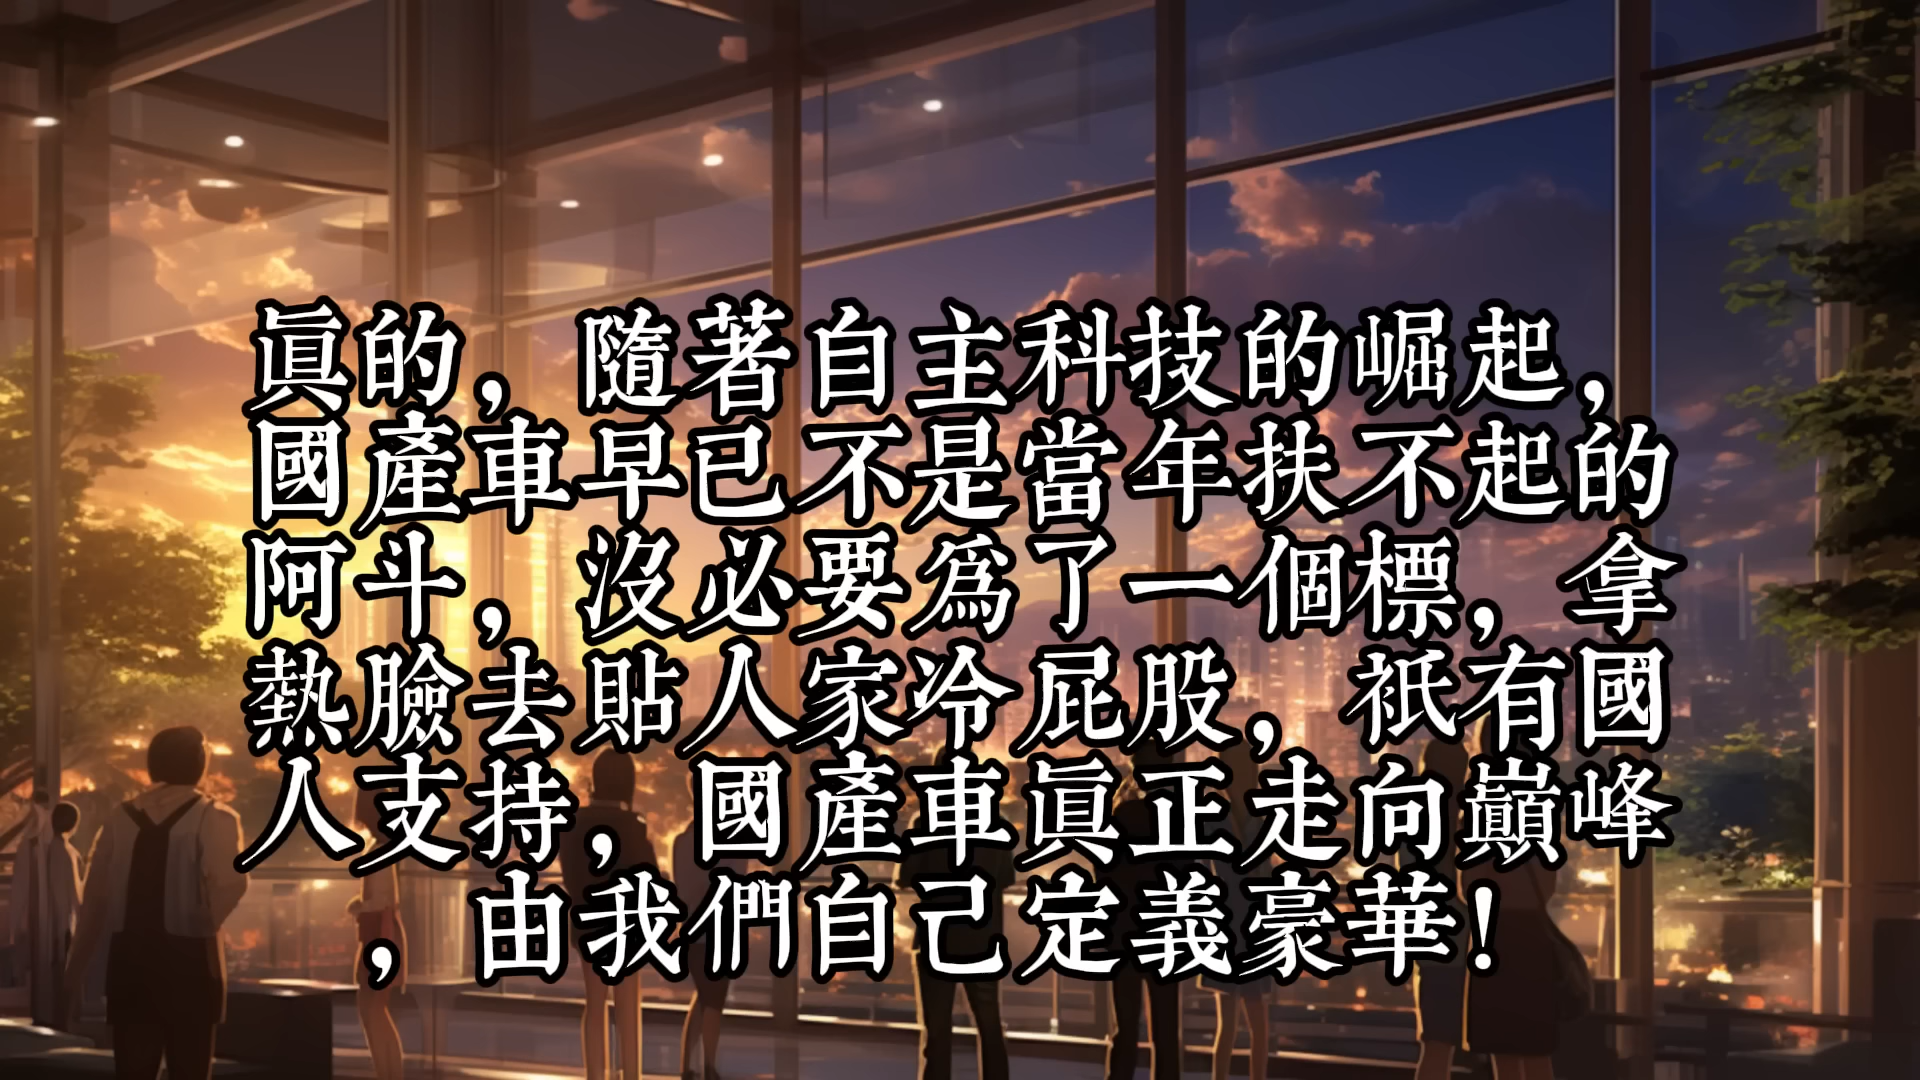 眞的，隨著自主科技的崛起，
國產車早已不是當年扶不起的
阿斗，沒必要爲了一個標，拿
熱臉去貼人家冷屁股，衹有國
人支持，國產車眞正走向巔峰
，由我們自己定義豪華！